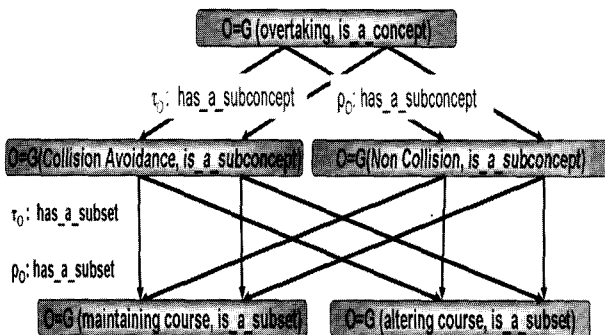 O=G (overtaking, is_a_concept)
τ₀: has_a_subconcept
ρ₀: has_a_subconcept
O=G(Collision Avoidance, is_a_subconcept)
O=G(Non Collision, is_a_subconcept)
τ₀: has_a_subset
ρ₀: has_a_subset
O=G (maintaining course, is_a_subset)
O=G (altering course, is_a_subset)